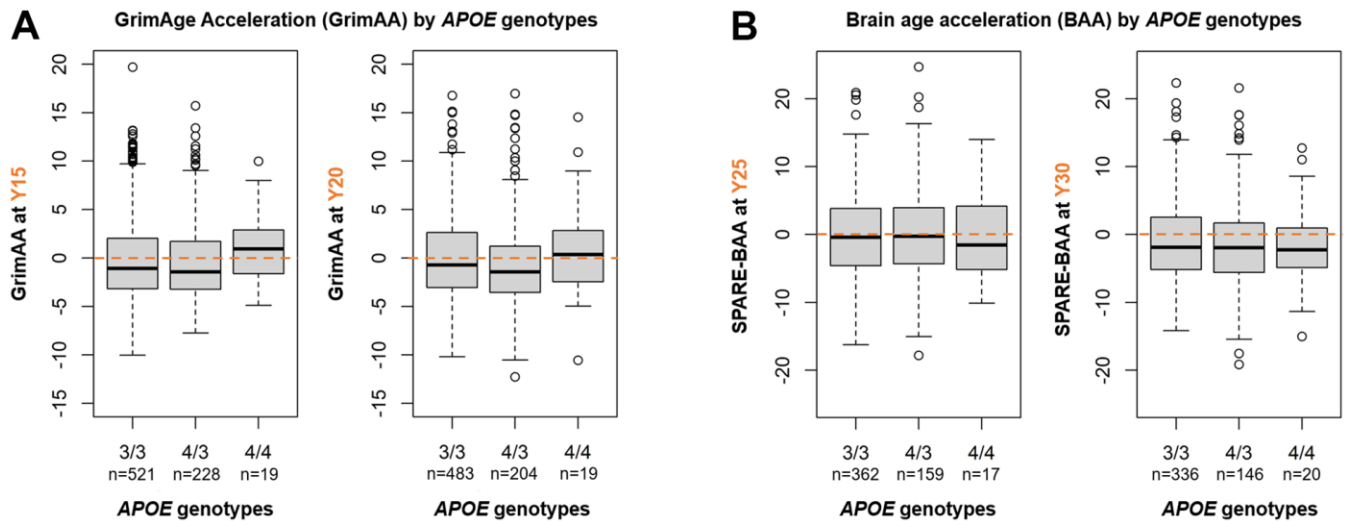 A
GrimAge Acceleration (GrimAA) by APOE genotypes
GrimAA at Y15
20
15
10
5
0
-5
-10
-15
3/3 4/3 4/4
n=521 n=228 n=19
APOE genotypes
GrimAA at Y20
20
15
10
5
0
-5
-10
-15
3/3 4/3 4/4
n=483 n=204 n=19
APOE genotypes
B
Brain age acceleration (BAA) by APOE genotypes
SPARE-BAA at Y25
20
10
0
-10
-20
3/3 4/3 4/4
n=362 n=159 n=17
APOE genotypes
SPARE-BAA at Y30
20
10
0
-10
-20
3/3 4/3 4/4
n=336 n=146 n=20
APOE genotypes